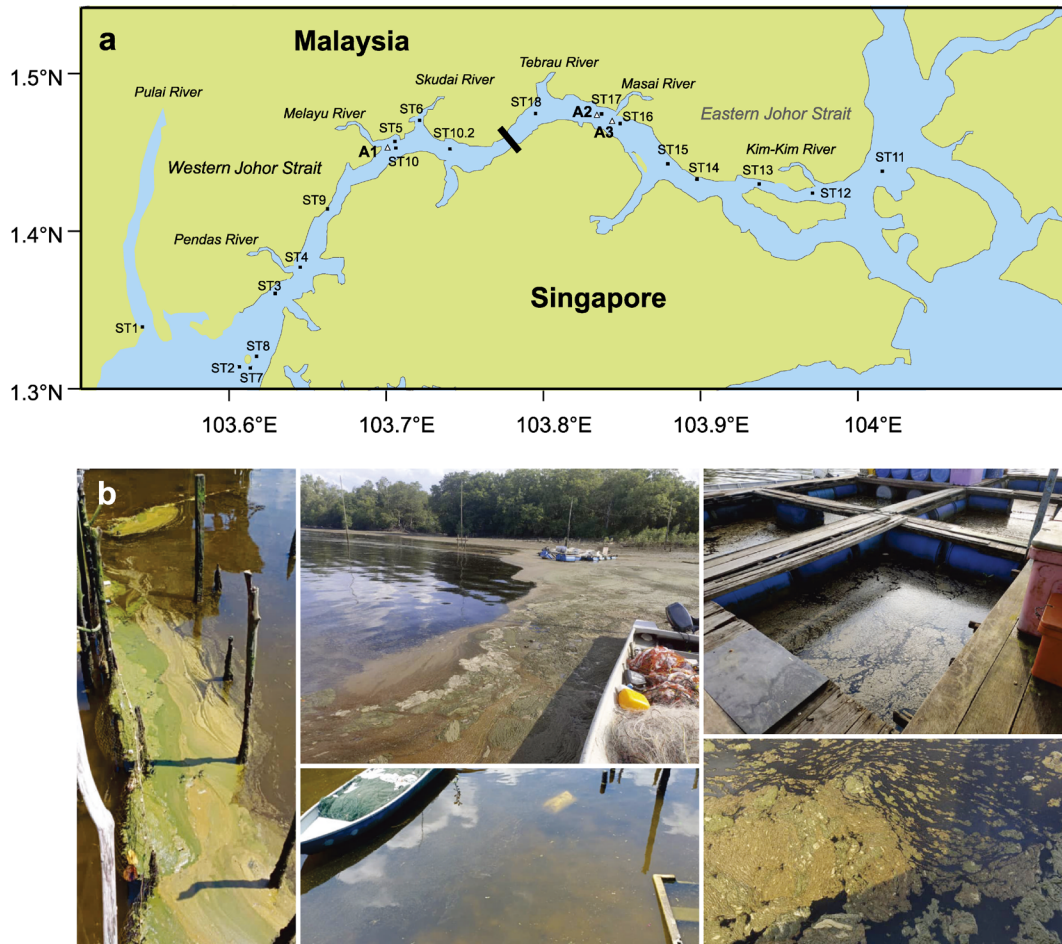 a
Malaysia
1.5°N
Pulai River
Skudai River
Tebrau River
Masai River
Melayu River
ST6
ST18
ST17
A2
A3
ST16
Eastern Johor Strait
ST5
ST10.2
A1
ST10
Kim-Kim River
Western Johor Strait
ST15
ST14
ST13
ST11
ST12
ST9
1.4°N
Pendas River
ST4
ST3
Singapore
ST1
ST8
ST2
ST7
1.3°N
103.6°E
103.7°E
103.8°E
103.9°E
104°E
b